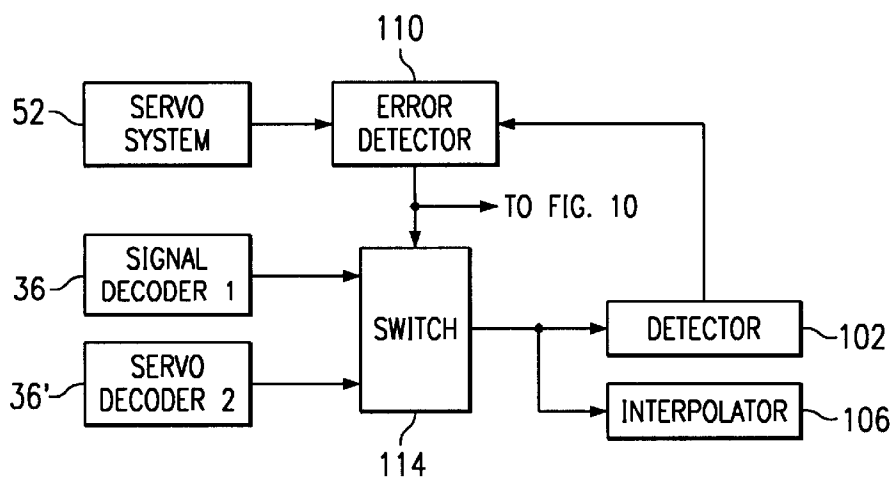 110
52
SERVO
SYSTEM
ERROR
DETECTOR
TO FIG. 10
36
SIGNAL
DECODER 1
SWITCH
DETECTOR
102
36'
SERVO
DECODER 2
INTERPOLATOR
106
114